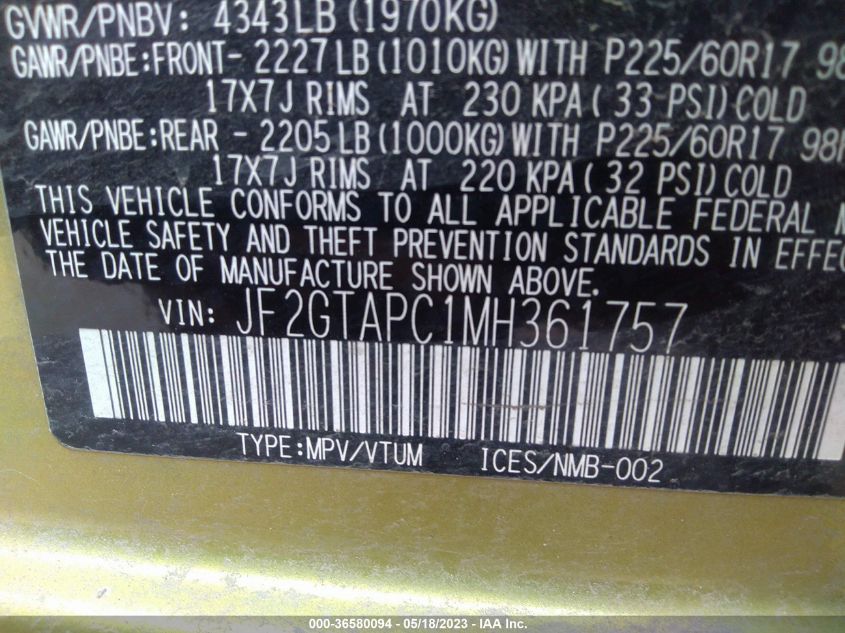 GVWR/PNBV: 4343LB (1970KG)
GAWR/PNBE:FRONT- 2227LB (1010KG) WITH P225/60R17
17X7J RIMS AT 230 KPA ( 33 PSI) COLD
GAWR/PNBE:REAR - 2205LB (1000KG) WITH P225/60R17 98H
17X7J RIMS AT 220 KPA ( 32 PSI) COLD
THIS VEHICLE CONFORMS TO ALL APPLICABLE FEDERAL
VEHICLE SAFETY AND THEFT PREVENTION STANDARDS IN EFFEC
THE DATE OF MANUFACTURE SHOWN ABOVE.
VIN: JF2GTAPC1MH361757
TYPE:MPV/VTUM ICES/NMB-002
000-36580094 - 05/18/2023 - IAA Inc.